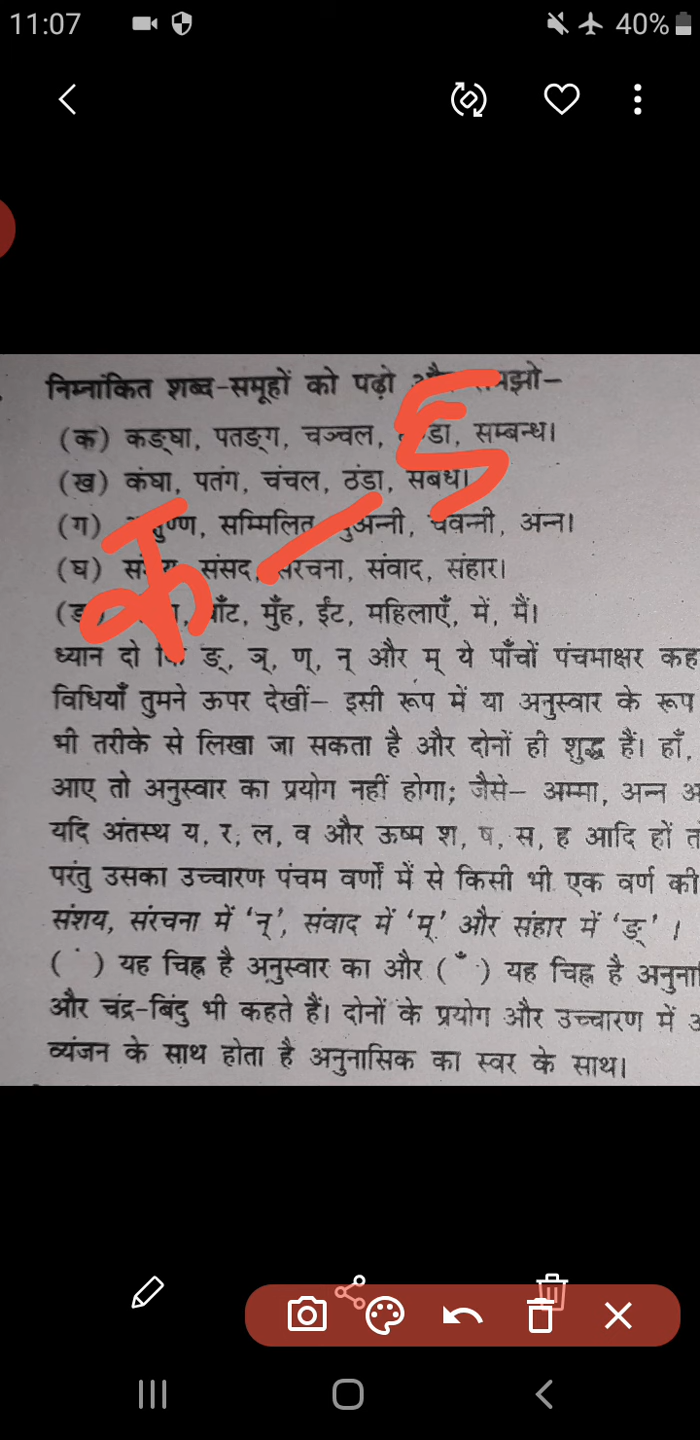 11:07
40%
निम्नांकित शब्द-समूहों को पढ़ो
(क) कङ्घा, पतङ्ग, चञ्चल, सम्बन्ध।
(ख) कंघा, पतंग, चंचल, ठंडा, संबंध।
(ग) सम्मिलित, चवन्नी, अन्न।
(घ) संसद, संरचना, संवाद, संहार।
मुँह, ईंट, महिलाएँ, में, मैं।
ध्यान दो कि ङ्, ञ्, ण्, न् और म् ये पाँचों पंचमाक्षर कह
विधियाँ तुमने ऊपर देखीं– इसी रूप में या अनुस्वार के रूप
भी तरीके से लिखा जा सकता है और दोनों ही शुद्ध हैं। हाँ,
आए तो अनुस्वार का प्रयोग नहीं होगा; जैसे– अम्मा, अन्न
यदि अंतस्थ य, र, ल, व और ऊष्म श, ष, स, ह आदि हों
परंतु उसका उच्चारण पंचम वर्णों में से किसी भी एक वर्ण की
संशय, संरचना में ‘न्’, संवाद में ‘म्’ और संहार में ‘ङ्’ ।
( ं ) यह चिह्न है अनुस्वार का और ( ँ ) यह चिह्न है
और चंद्र-बिंदु भी कहते हैं। दोनों के प्रयोग और उच्चारण में
व्यंजन के साथ होता है अनुनासिक का स्वर के साथ।
क – ङ